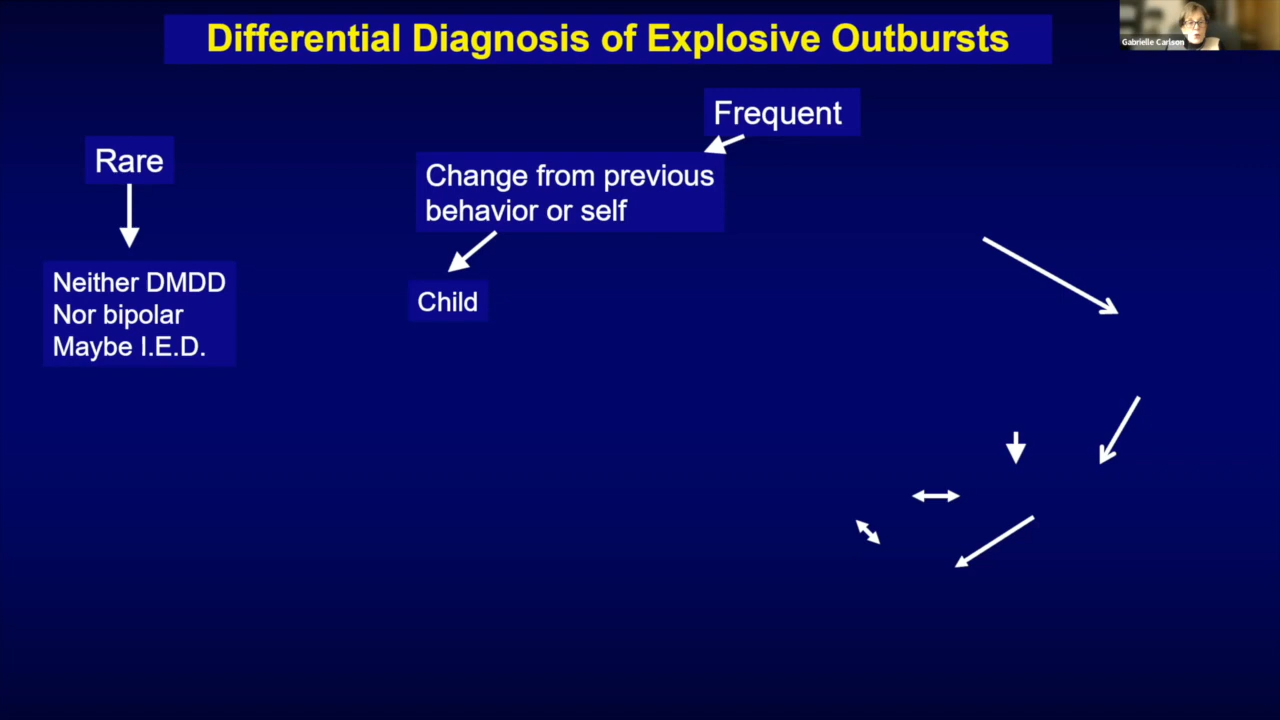 Differential Diagnosis of Explosive Outbursts
Gabrielle Carlson
Frequent
Rare
Change from previous
behavior or self
Neither DMDD
Nor bipolar
Maybe I.E.D.
Child